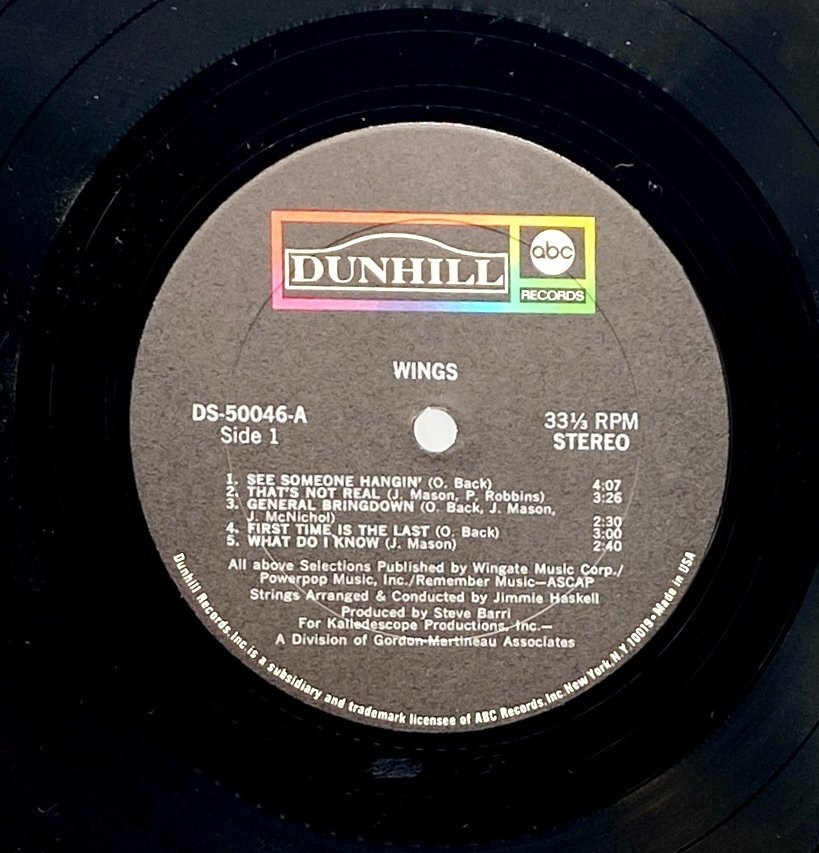 DUNHILL
abc
RECORDS
WINGS
DS-50046-A
Side 1
33⅓ RPM
STEREO
1. SEE SOMEONE HANGIN' (O. Back) 4:07
2. THAT'S NOT REAL (J. Mason, P. Robbins) 3:26
3. GENERAL BRINGDOWN (O. Back, J. Mason,
J. McNichol) 2:30
4. FIRST TIME IS THE LAST (O. Back) 3:00
5. WHAT DO I KNOW (J. Mason) 2:40
All above Selections Published by Wingate Music Corp./
Powerpop Music, Inc./Remember Music—ASCAP
Strings Arranged & Conducted by Jimmie Haskell
Produced by Steve Barri
For Kaliedescope Productions, Inc.—
A Division of Gordon-Martineau Associates
Dunhill Records, Inc. is a subsidiary and trademark licensee of ABC Records, Inc. New York, N.Y. 10019 • Made in USA